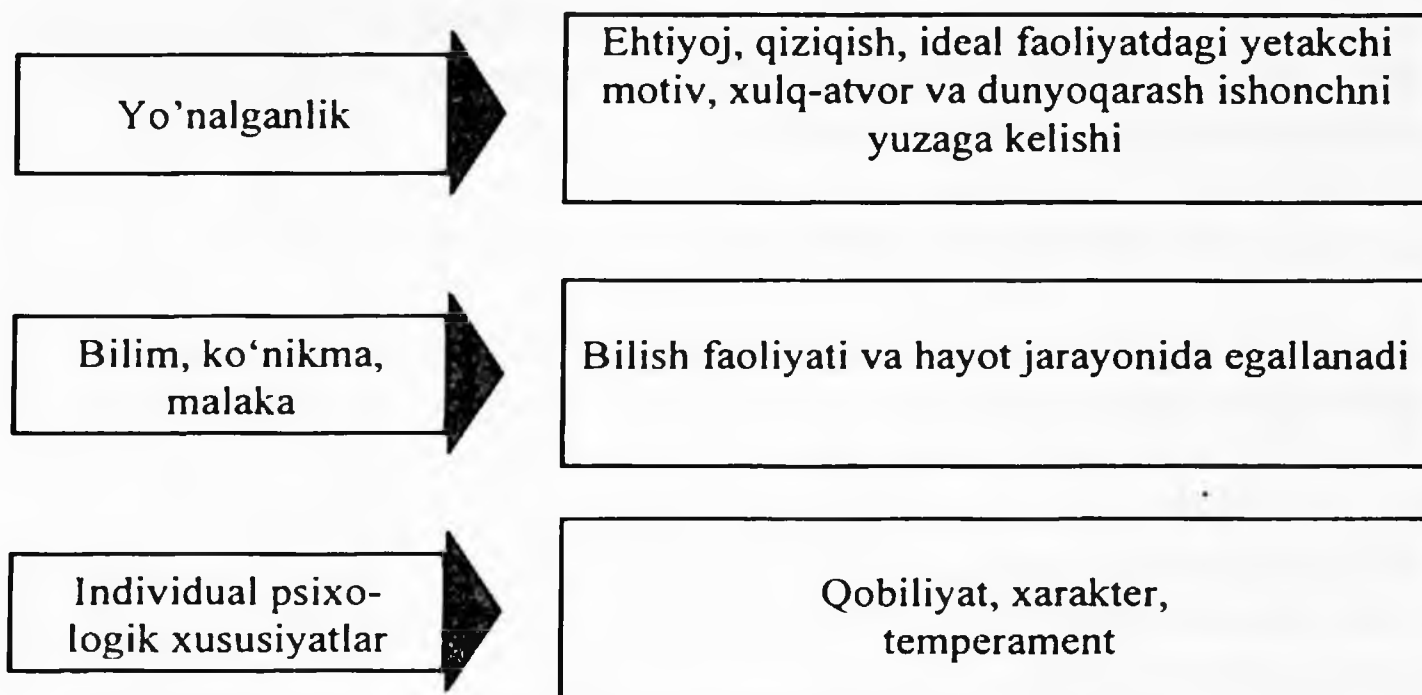 Yo’nalganlik
Ehtiyoj, qiziqish, ideal faoliyatdagi yetakchi
motiv, xulq-atvor va dunyoqarash ishonchni
yuzaga kelishi
Bilim, ko‘nikma,
malaka
Bilish faoliyati va hayot jarayonida egallanadi
Individual psixo-
logik xususiyatlar
Qobiliyat, xarakter,
temperament